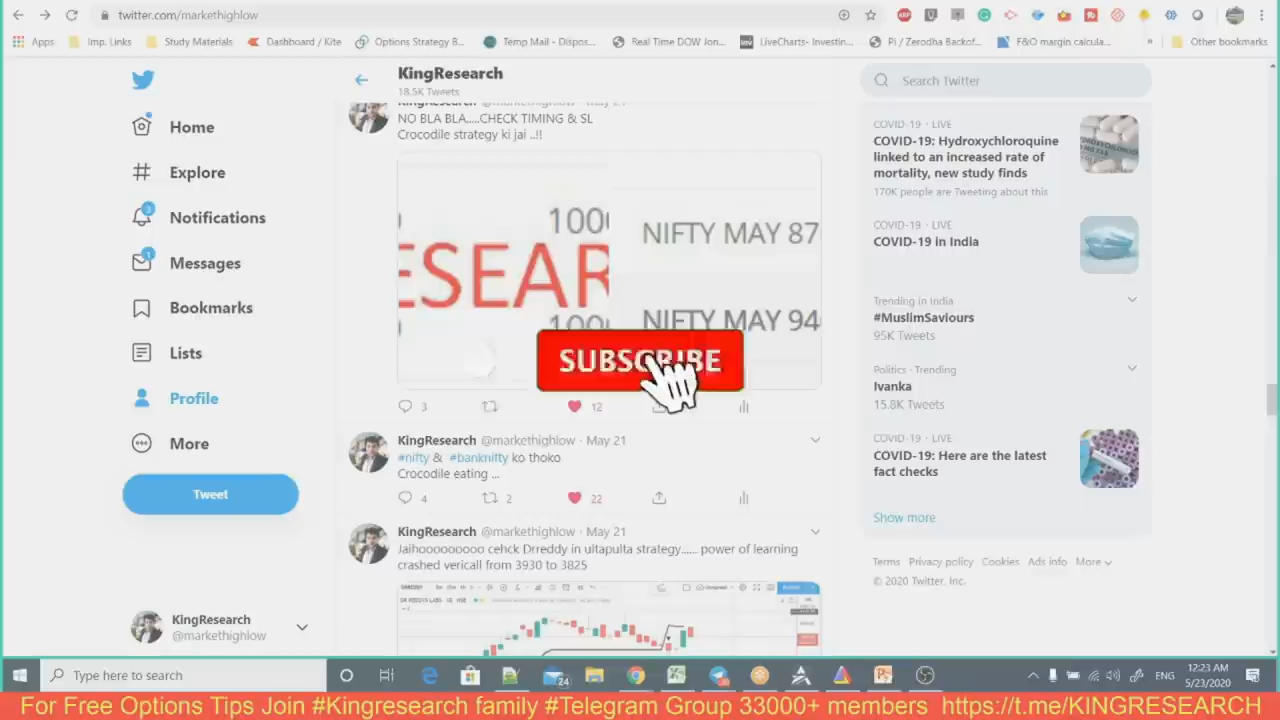 twitter.com/markethighlow
Apps
Imp. Links
Study Materials
Dashboard / Kite
Options Strategy B...
Temp Mail - Dispos...
Real Time DOW Jon...
LiveCharts- Investin...
Pi / Zerodha Backof...
F&O margin calcula...
Other bookmarks
Home
Explore
Notifications
3
Messages
1
Bookmarks
Lists
Profile
More
Tweet
KingResearch
@markethighlow
KingResearch
18.5K Tweets
KingResearch @markethighlow · May 21
NO BLA BLA.....CHECK TIMING & SL
Crocodile strategy ki jai ..!!
ESEAR
NIFTY MAY 87
NIFTY MAY 94
SUBSCRIBE
3
12
KingResearch @markethighlow · May 21
#nifty & #banknifty ko thoko
Crocodile eating ...
4
2
22
KingResearch @markethighlow · May 21
Jaihooooooooo cehck Drreddy in ultapulta strategy...... power of learning
crashed vericall from 3930 to 3825
Search Twitter
COVID-19 · LIVE
COVID-19: Hydroxychloroquine
linked to an increased rate of
mortality, new study finds
170K people are Tweeting about this
COVID-19 · LIVE
COVID-19 in India
Trending in India
#MuslimSaviours
95K Tweets
Politics · Trending
Ivanka
15.8K Tweets
COVID-19 · LIVE
COVID-19: Here are the latest
fact checks
Show more
Terms Privacy policy Cookies Ads info More
© 2020 Twitter, Inc.
Type here to search
24
ENG
12:23 AM
5/23/2020
For Free Options Tips Join #Kingresearch family #Telegram Group 33000+ members https://t.me/KINGRESEARCH